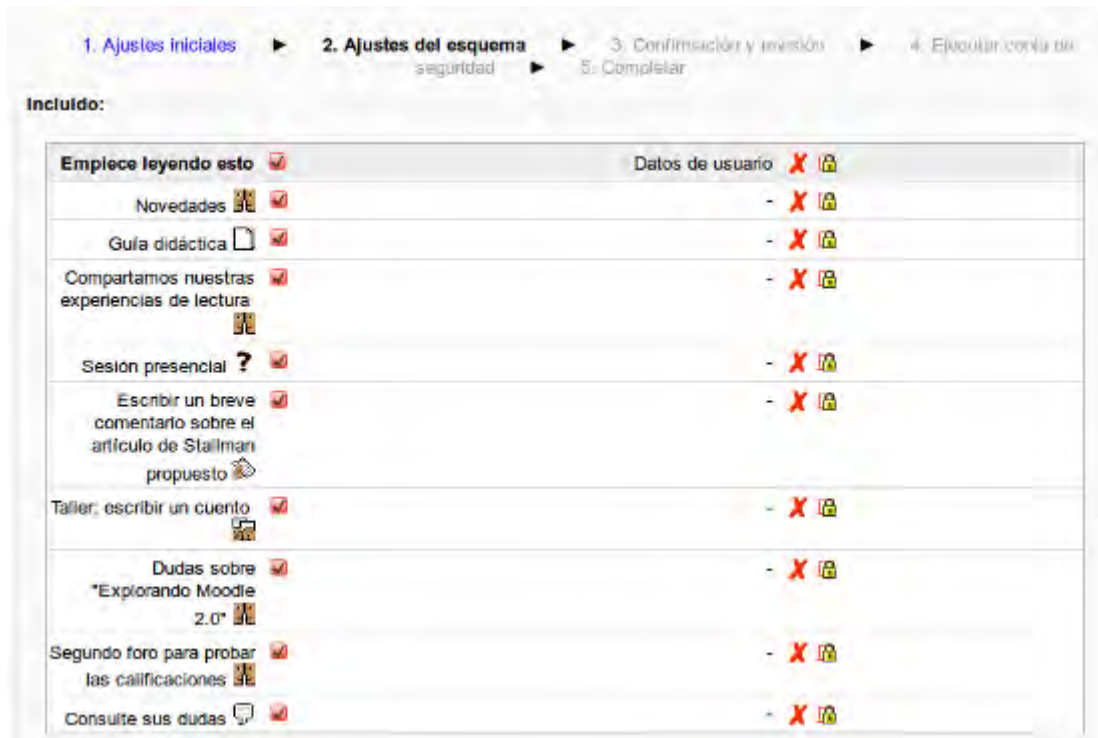 1. Ajustes iniciales ► 2. Ajustes del esquema ► 3. Confirmación y revisión ► 4. Ejecutar copia de
seguridad ► 5. Completar
Incluido:
Empiece leyendo esto Datos de usuario
Novedades -
Guía didáctica -
Compartamos nuestras -
experiencias de lectura
Sesión presencial ? -
Escribir un breve -
comentario sobre el
artículo de Stallman
propuesto
Taller: escribir un cuento -
Dudas sobre -
"Explorando Moodle
2.0"
Segundo foro para probar -
las calificaciones
Consulte sus dudas -